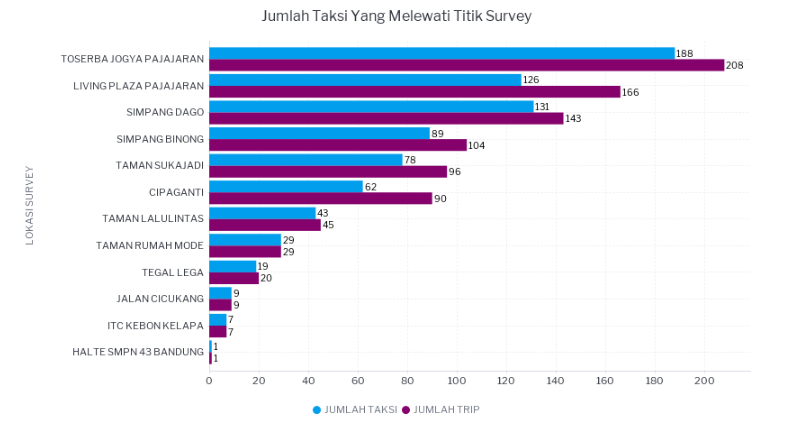 Jumlah Taksi Yang Melewati Titik Survey
LOKASI SURVEY
TOSERBA JOGYA PAJAJARAN 188 208
LIVING PLAZA PAJAJARAN 126 166
SIMPANG DAGO 131 143
SIMPANG BINONG 89 104
TAMAN SUKAJADI 78 96
CIPAGANTI 62 90
TAMAN LALULINTAS 43 45
TAMAN RUMAH MODE 29 29
TEGAL LEGA 19 20
JALAN CICUKANG 9 9
ITC KEBON KELAPA 7 7
HALTE SMPN 43 BANDUNG 1 1
0 20 40 60 80 100 120 140 160 180 200
JUMLAH TAKSI JUMLAH TRIP